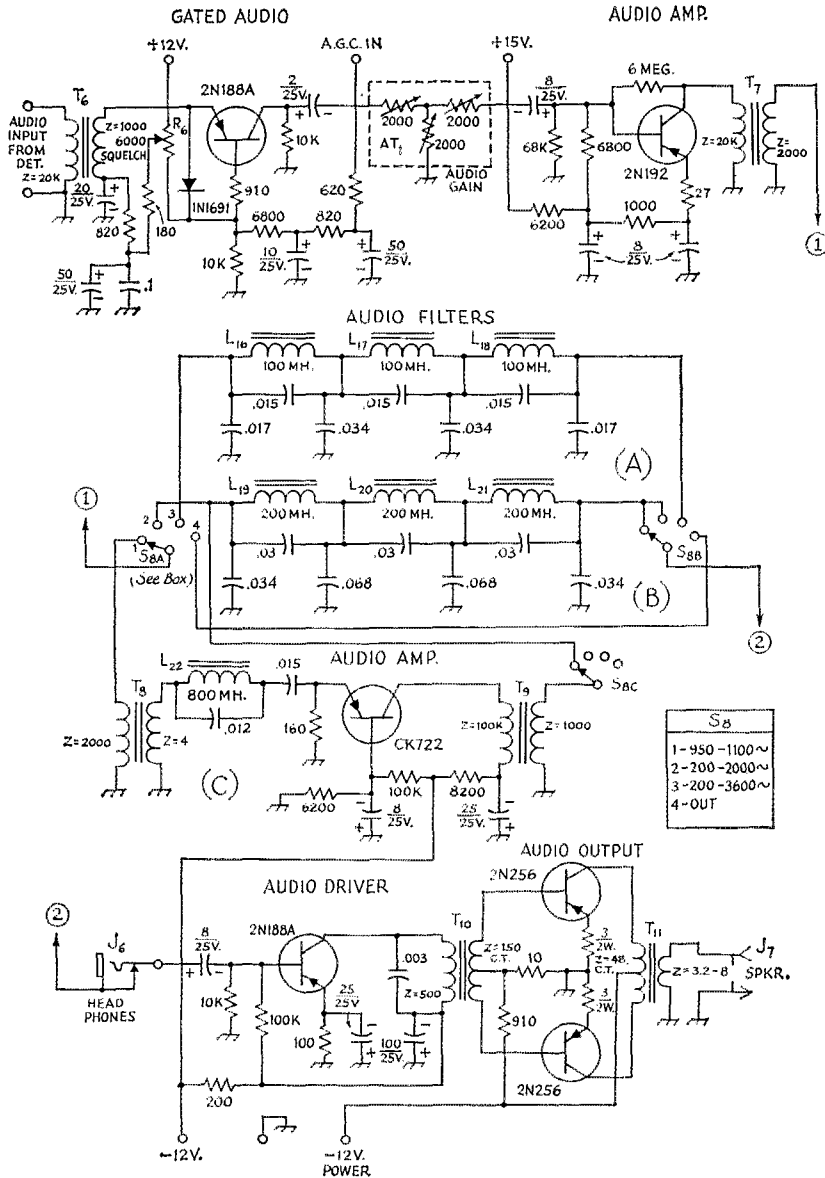 GATED AUDIO
AUDIO AMP.
+12V.
A.G.C. IN
+15V.
2N188A
2/25V.
+
−
8/25V.
+
−
6 MEG.
T6
T7
AUDIO INPUT FROM DET.
Z=20K
Z=1000
6000 SQUELCH
R6
10K
2000
2000
AT1
2000
AUDIO GAIN
68K
6800
2N192
Z=20K
Z=2000
20/25V.
+
−
910
620
27
1N1691
820
180
6800
820
6200
1000
①
50/25V.
+
−
.1
10K
10/25V.
+
−
50/25V.
+
−
+
−
8/25V.
+
−
AUDIO FILTERS
L16
L17
L18
100 MH.
100 MH.
100 MH.
.015
.015
.015
.017
.034
.034
.017
(A)
L19
L20
L21
200 MH.
200 MH.
200 MH.
①
2
3
4
1
S8A
(See Box)
.03
.03
.03
S8B
.034
.068
.068
.034
(B)
②
AUDIO AMP.
L22
.015
T8
800 MH.
.012
T9
S8C
Z=2000
Z=4
160
CK722
Z=100K
Z=1000
(C)
S8
1-950-1100~
2-200-2000~
3-200-3600~
4-OUT
6200
100K
8200
−
8/25V.
+
25/25V.
−
+
AUDIO DRIVER
AUDIO OUTPUT
2N256
②
J6
8/25V.
+
−
2N188A
T10
T11
J7
HEAD PHONES
.003
Z=150 C.T.
10
3/2W.
Z=48 C.T.
3/2W.
Z=3.2-8
SPKR.
10K
100K
25/25V
−
+
Z=500
100
100/25V.
−
+
910
2N256
200
−12V.
−12V. POWER